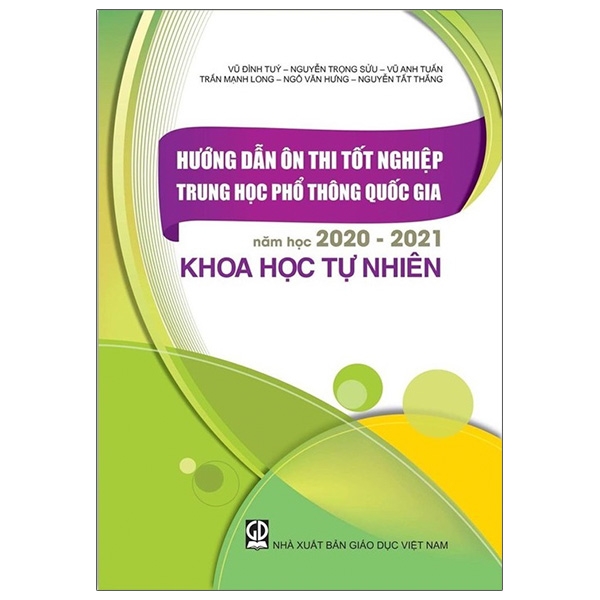 VŨ ĐÌNH TUÝ – NGUYỄN TRỌNG SỬU – VŨ ANH TUẤN
TRẦN MẠNH LONG – NGÔ VĂN HƯNG – NGUYỄN TẤT THẮNG
HƯỚNG DẪN ÔN THI TỐT NGHIỆP
TRUNG HỌC PHỔ THÔNG QUỐC GIA
năm học 2020 - 2021
KHOA HỌC TỰ NHIÊN
GD
NHÀ XUẤT BẢN GIÁO DỤC VIỆT NAM